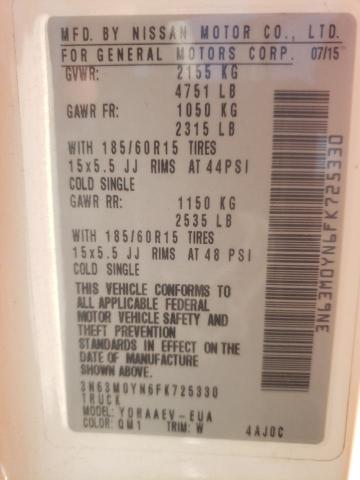 MFD. BY NISSAN MOTOR CO., LTD.
FOR GENERAL MOTORS CORP. 07/15
GVWR: 2155 KG
4751 LB
GAWR FR: 1050 KG
2315 LB
WITH 185/60R15 TIRES
15x5.5 JJ RIMS AT 44PSI
COLD SINGLE
GAWR RR: 1150 KG
2535 LB
WITH 185/60R15 TIRES
15x5.5 JJ RIMS AT 48 PSI
COLD SINGLE
THIS VEHICLE CONFORMS TO
ALL APPLICABLE FEDERAL
MOTOR VEHICLE SAFETY AND
THEFT PREVENTION
STANDARDS IN EFFECT ON THE
DATE OF MANUFACTURE
SHOWN ABOVE.
3N63M0YN6FK725330
TRUCK
MODEL: YDRAAEV-EUA
COLOR: QM1 TRIM: W 4AJ0C
3N63M0YN6FK725330